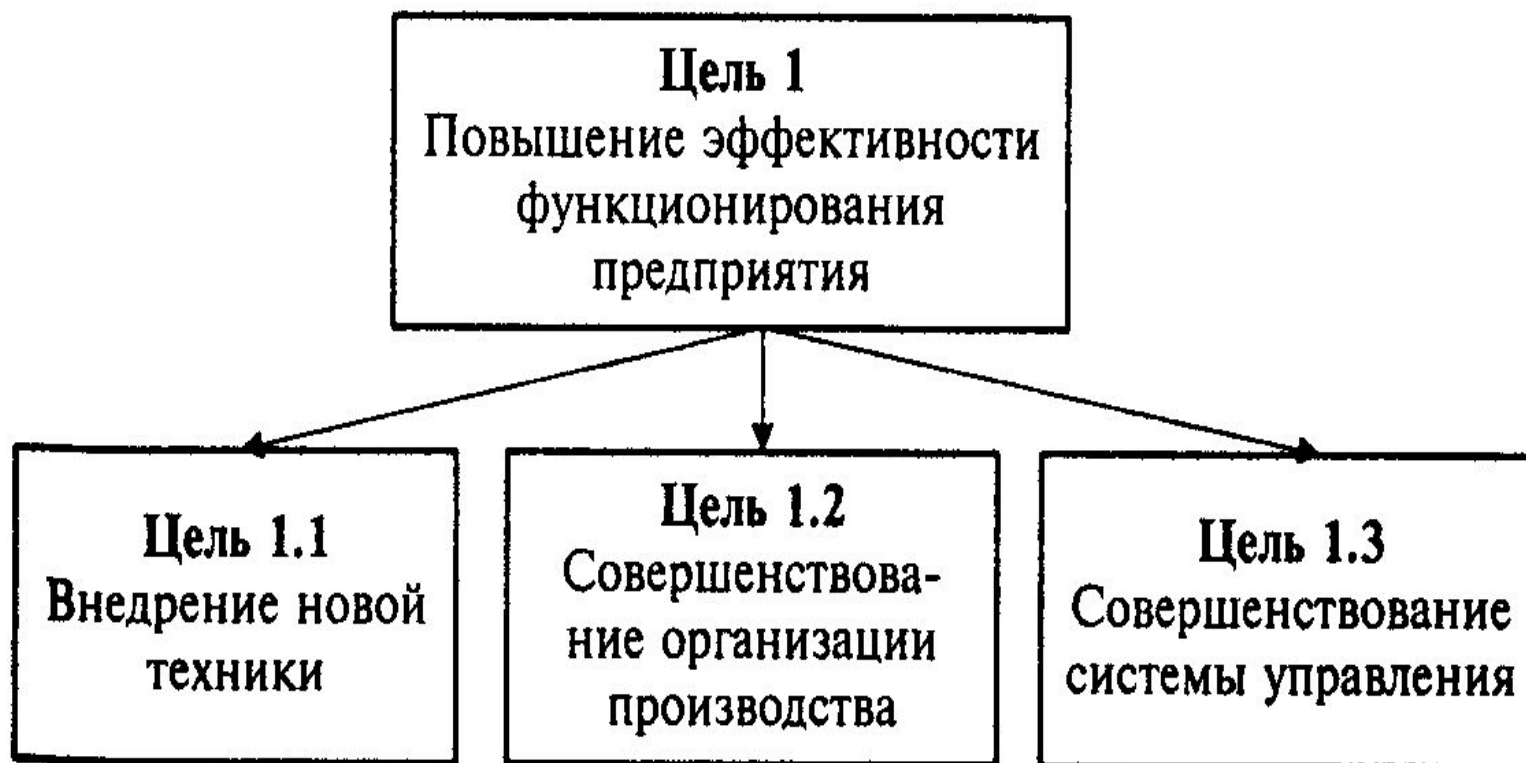 Цель 1
Повышение эффективности
функционирования
предприятия
Цель 1.1
Внедрение новой
техники
Цель 1.2
Совершенствова-
ние организации
производства
Цель 1.3
Совершенствование
системы управления